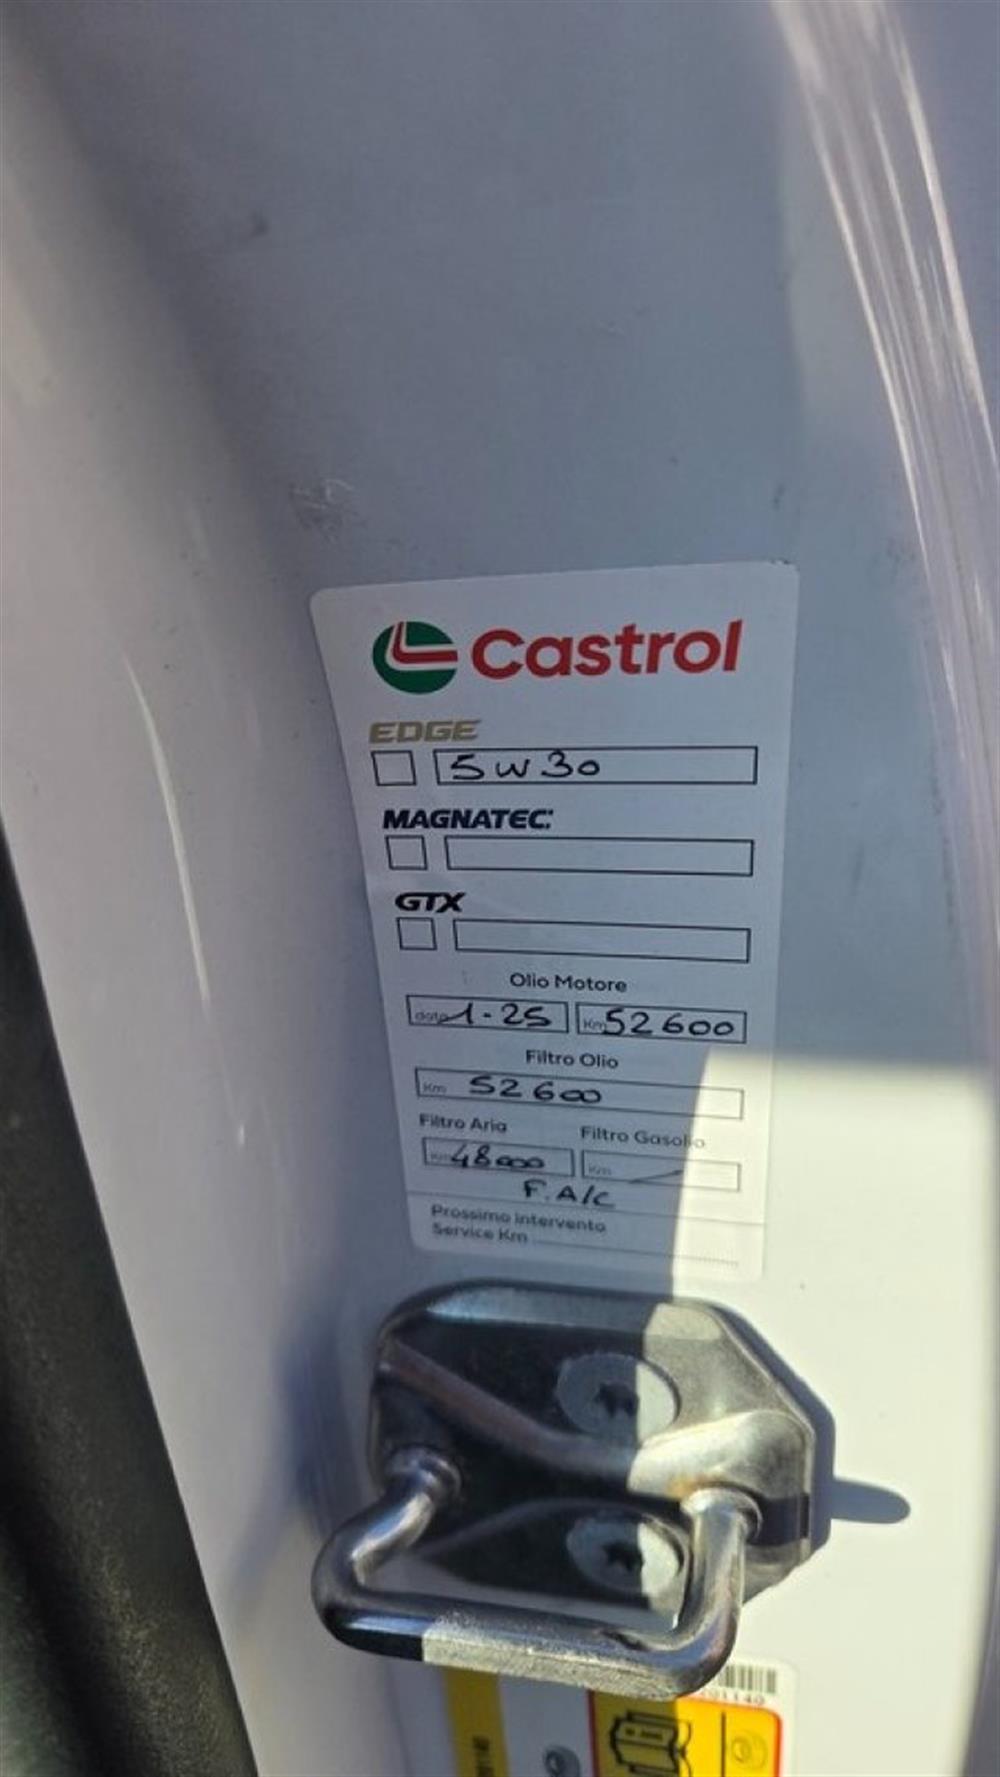 Castrol
EDGE
5W30
MAGNATEC
GTX
Olio Motore
data 1-25 Km 52600
Filtro Olio
Km 52600
Filtro Aria Filtro Gasolio
Km 48000 Km
F. A/C
Prossimo intervento
Service Km